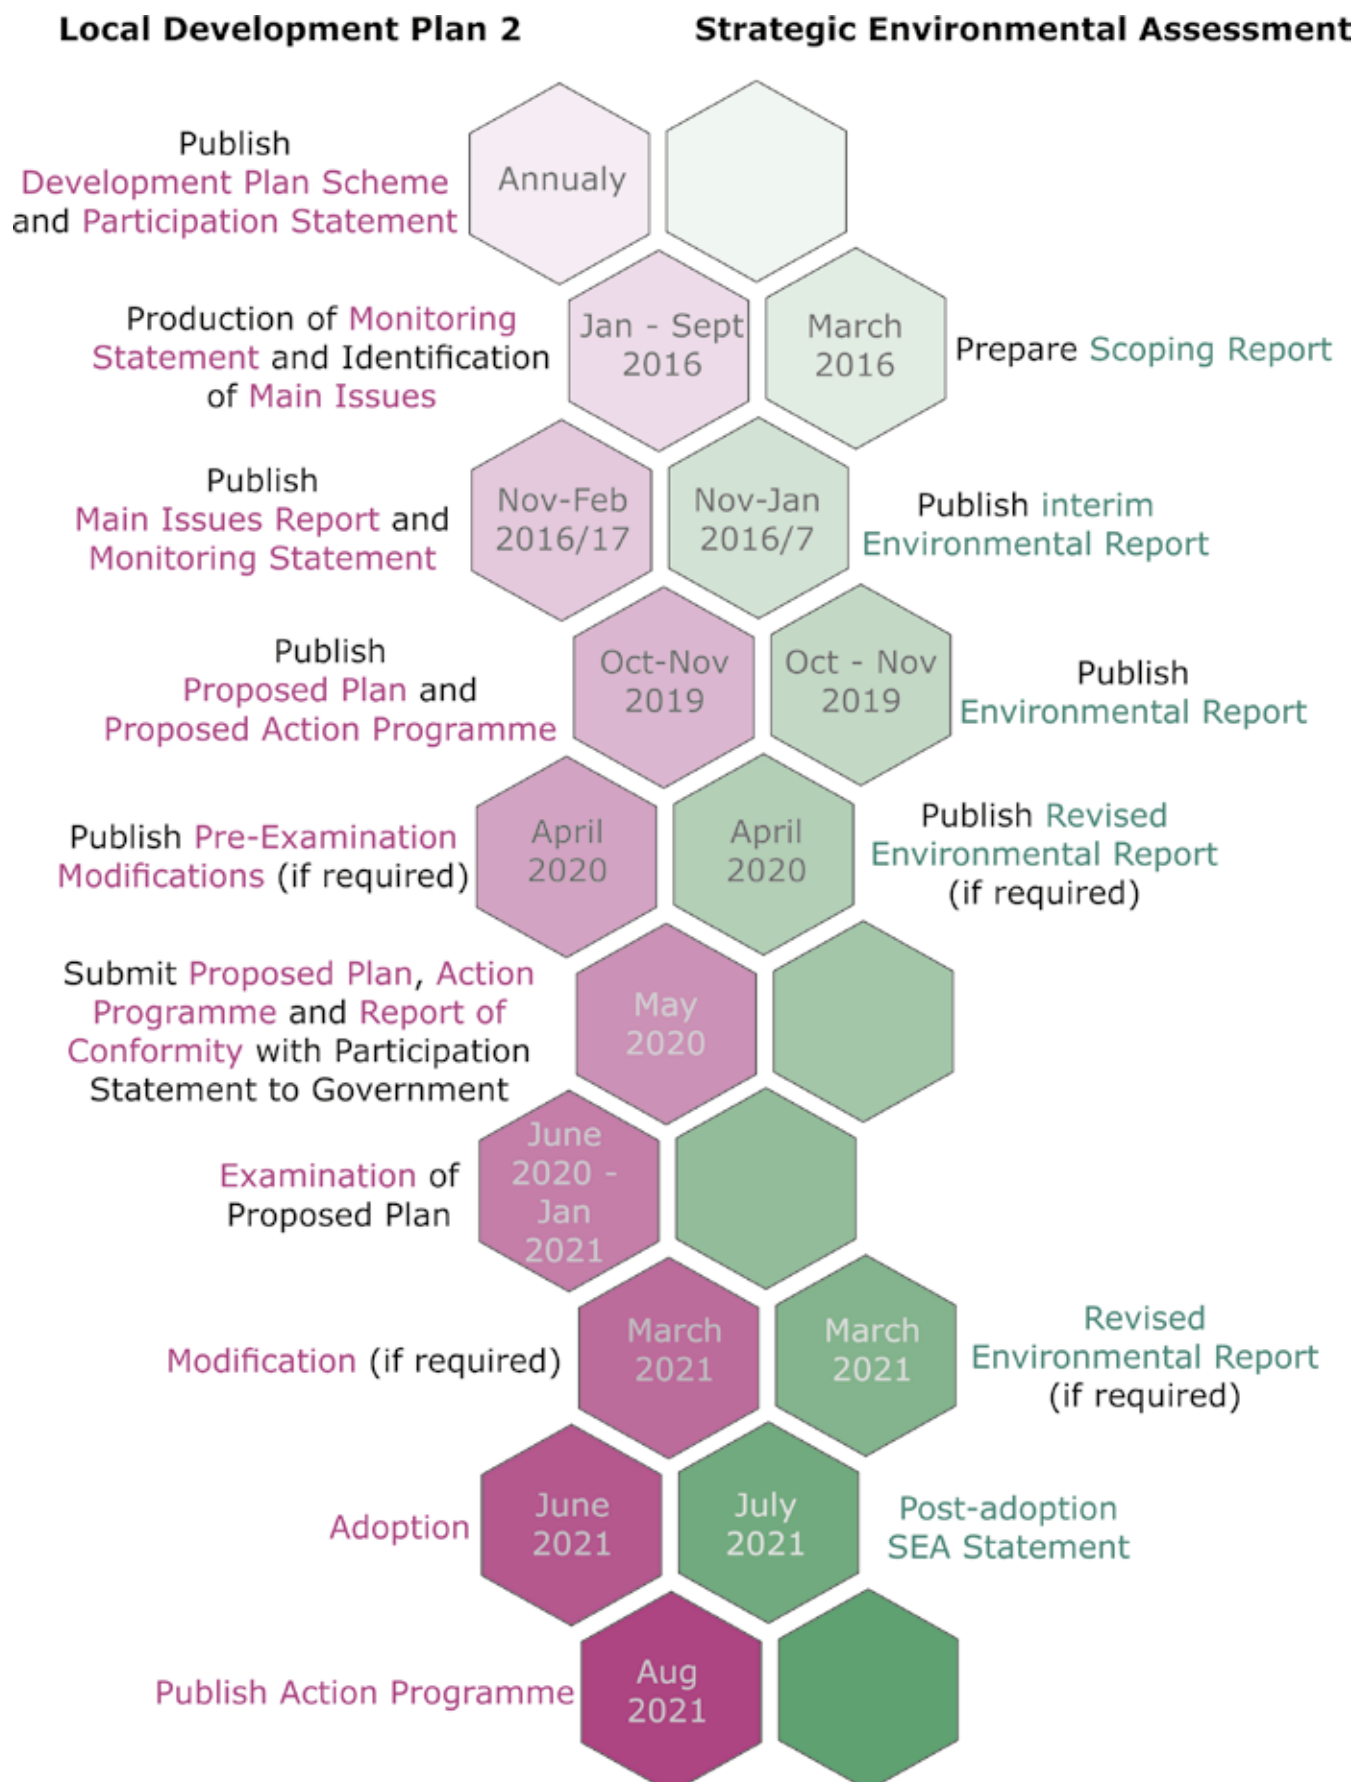 Local Development Plan 2
Strategic Environmental Assessment
Publish
Development Plan Scheme
and Participation Statement
Annualy
Production of Monitoring
Statement and Identification
of Main Issues
Jan - Sept
2016
March
2016
Prepare Scoping Report
Publish
Main Issues Report and
Monitoring Statement
Nov-Feb
2016/17
Nov-Jan
2016/7
Publish interim
Environmental Report
Publish
Proposed Plan and
Proposed Action Programme
Oct-Nov
2019
Oct - Nov
2019
Publish
Environmental Report
Publish Pre-Examination
Modifications (if required)
April
2020
April
2020
Publish Revised
Environmental Report
(if required)
Submit Proposed Plan, Action
Programme and Report of
Conformity with Participation
Statement to Government
May
2020
Examination of
Proposed Plan
June
2020 -
Jan
2021
Modification (if required)
March
2021
March
2021
Revised
Environmental Report
(if required)
Adoption
June
2021
July
2021
Post-adoption
SEA Statement
Publish Action Programme
Aug
2021